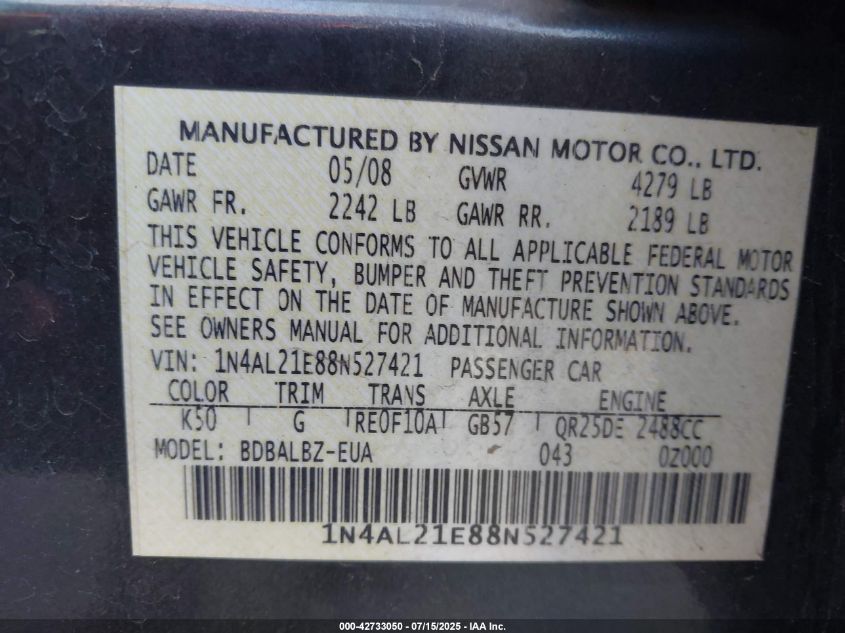 MANUFACTURED BY NISSAN MOTOR CO., LTD.
DATE 05/08 GVWR 4279 LB
GAWR FR. 2242 LB GAWR RR. 2189 LB
THIS VEHICLE CONFORMS TO ALL APPLICABLE FEDERAL MOTOR
VEHICLE SAFETY, BUMPER AND THEFT PREVENTION STANDARDS
IN EFFECT ON THE DATE OF MANUFACTURE SHOWN ABOVE.
SEE OWNERS MANUAL FOR ADDITIONAL INFORMATION.
VIN: 1N4AL21E88N527421 PASSENGER CAR
COLOR TRIM TRANS AXLE ENGINE
K50 G RE0F10A GB57 QR25DE 2488CC
MODEL: BDBALBZ-EUA 043 0Z000
1N4AL21E88N527421
000-42733050 - 07/15/2025 - IAA Inc.